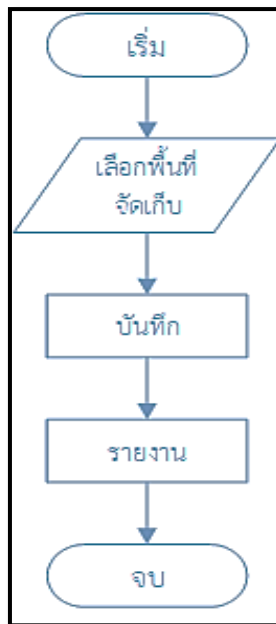 เริ่ม
เลือกพื้นที่
จัดเก็บ
บันทึก
รายงาน
จบ